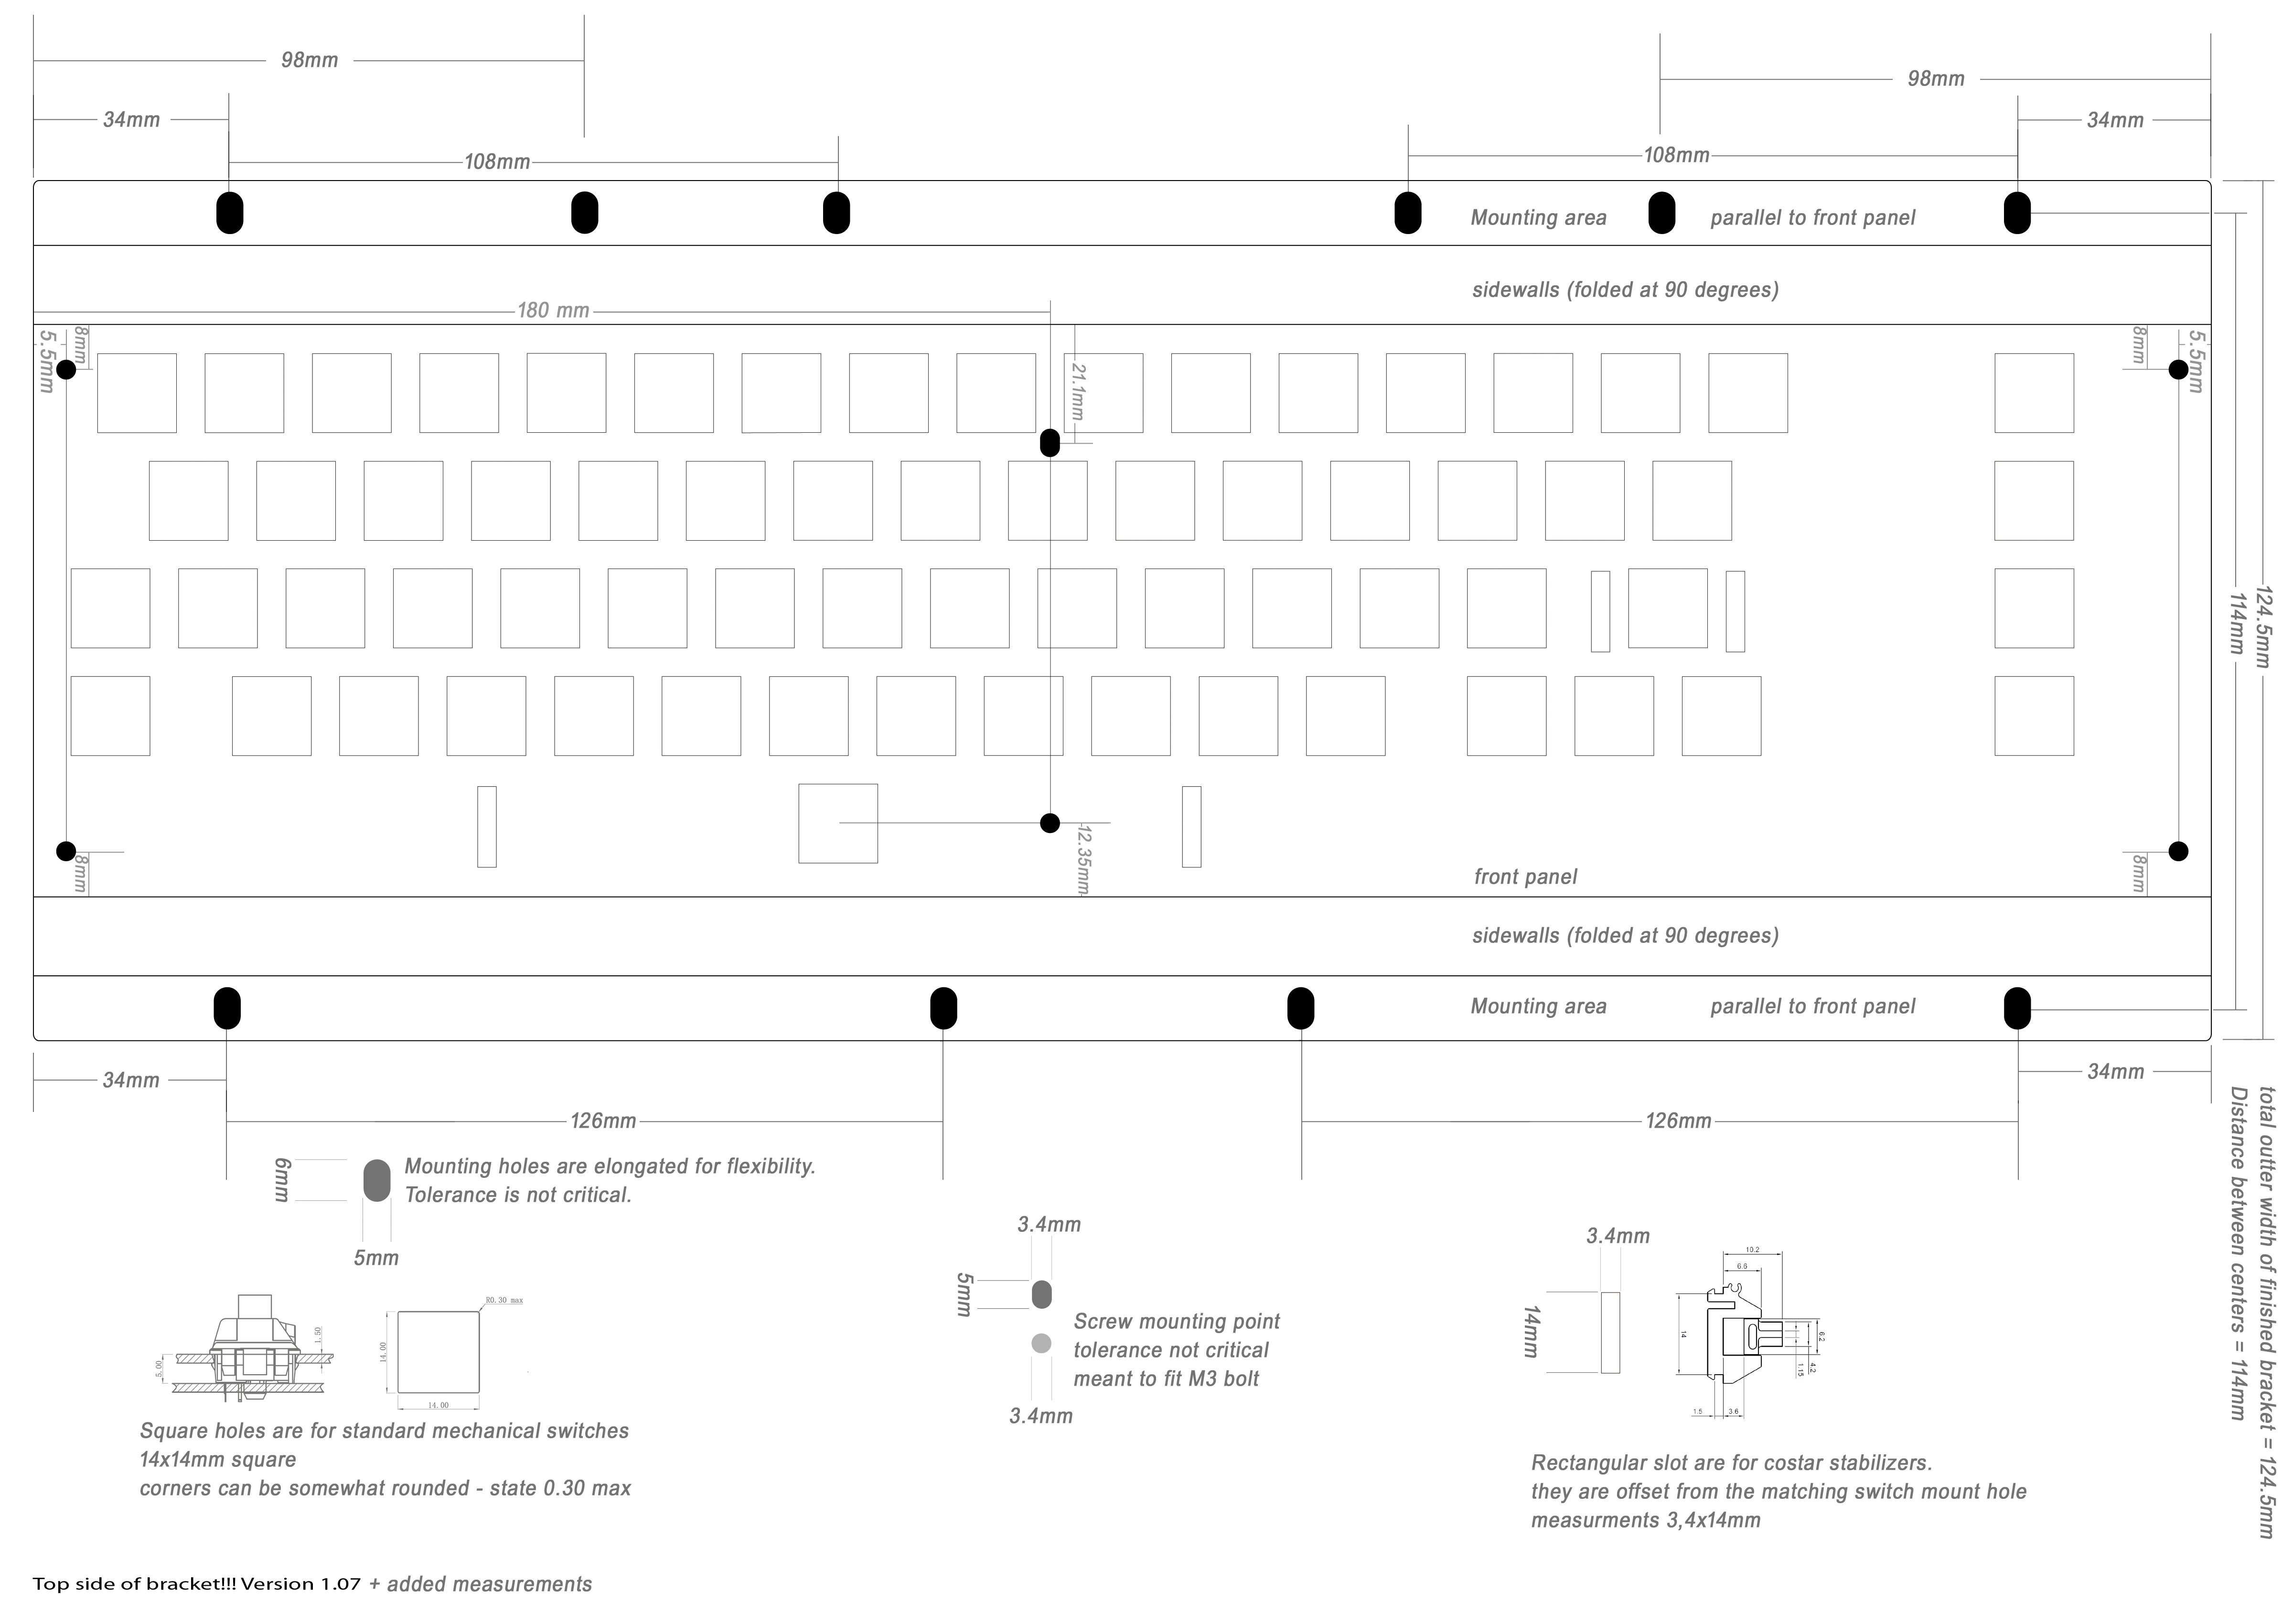 98mm
98mm
34mm
34mm
108mm
108mm
Mounting area parallel to front panel
sidewalls (folded at 90 degrees)
180 mm
5.5mm
8mm
21.1mm
8mm
5.5mm
124.5mm
114mm
8mm
12.35mm
8mm
front panel
sidewalls (folded at 90 degrees)
Mounting area parallel to front panel
34mm
34mm
126mm
126mm
total outter width of finished bracket = 124.5mm
Distance between centers = 114mm
6mm
Mounting holes are elongated for flexibility.
Tolerance is not critical.
5mm
3.4mm
5mm
Screw mounting point
tolerance not critical
meant to fit M3 bolt
3.4mm
3.4mm
14mm
10.2
6.6
14
6.2
4.2
1.15
1.5
3.6
R0.30 max
1.50
5.00
14.00
14.00
Square holes are for standard mechanical switches
14x14mm square
corners can be somewhat rounded - state 0.30 max
Rectangular slot are for costar stabilizers.
they are offset from the matching switch mount hole
measurments 3,4x14mm
Top side of bracket!!! Version 1.07 + added measurements